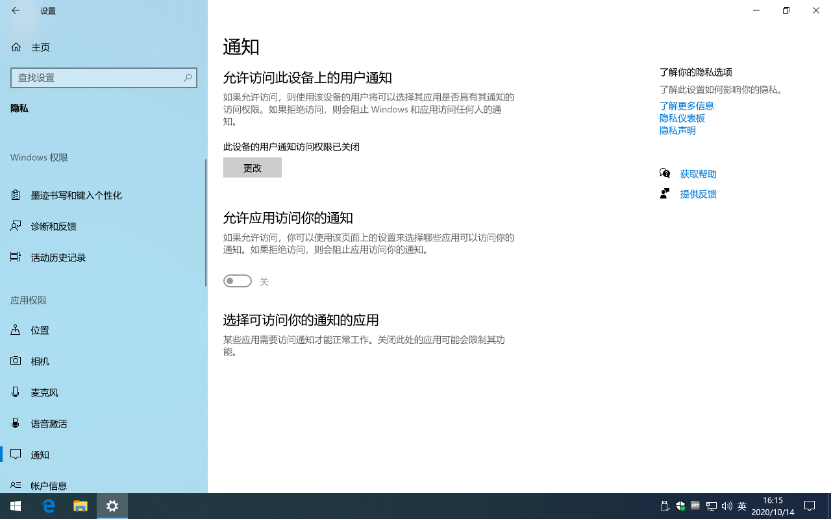 设置
主页
查找设置
隐私
Windows 权限
墨迹书写和键入个性化
诊断和反馈
活动历史记录
应用权限
位置
相机
麦克风
语音激活
通知
帐户信息
通知
允许访问此设备上的用户通知
如果允许访问，则使用该设备的用户将可以选择其应用是否具有其通知的
访问权限。如果拒绝访问，则会阻止 Windows 和应用访问任何人的通
知。
此设备的用户通知访问权限已关闭
更改
允许应用访问你的通知
如果允许访问，你可以使用该页面上的设置来选择哪些应用可以访问你的
通知。如果拒绝访问，则会阻止应用访问你的通知。
关
选择可访问你的通知的应用
某些应用需要访问通知才能正常工作。关闭此处的应用可能会限制其功
能。
了解你的隐私选项
了解此设置如何影响你的隐私。
了解更多信息
隐私仪表板
隐私声明
获取帮助
提供反馈
英
16:15
2020/10/14